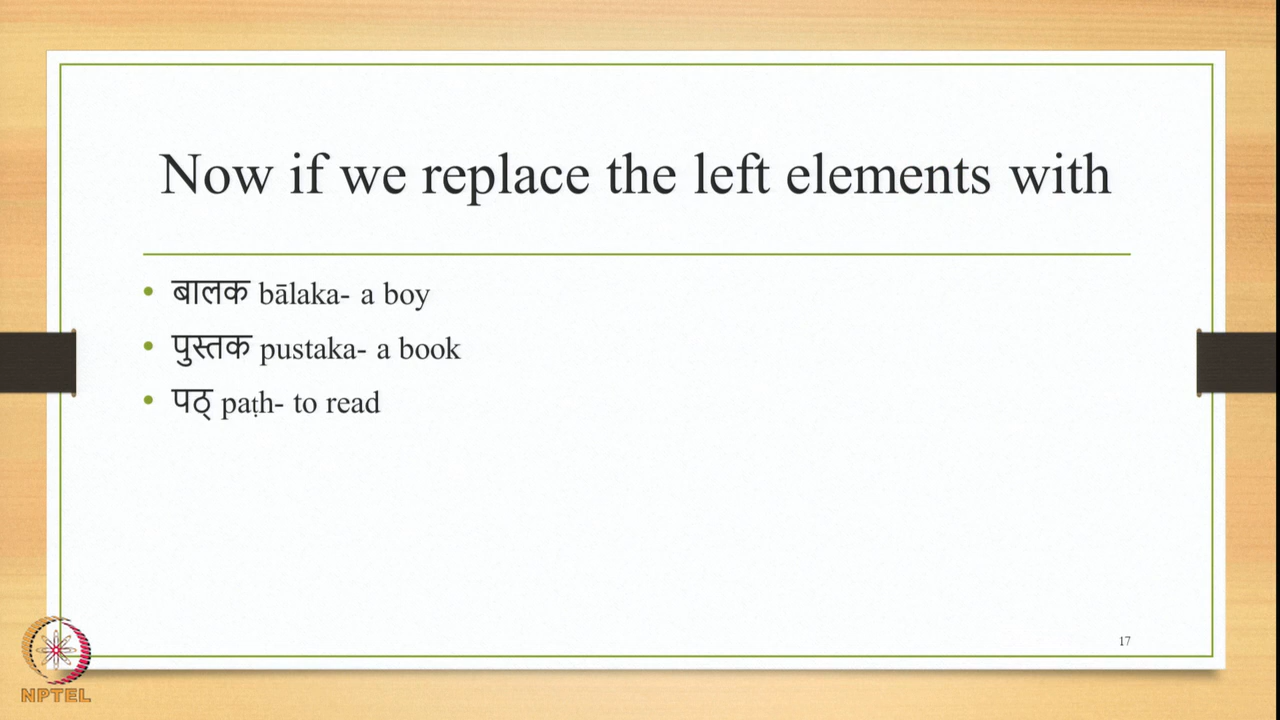 Now if we replace the left elements with
• बालक bālaka- a boy
• पुस्तक pustaka- a book
• पठ् paṭh- to read
17
NPTEL